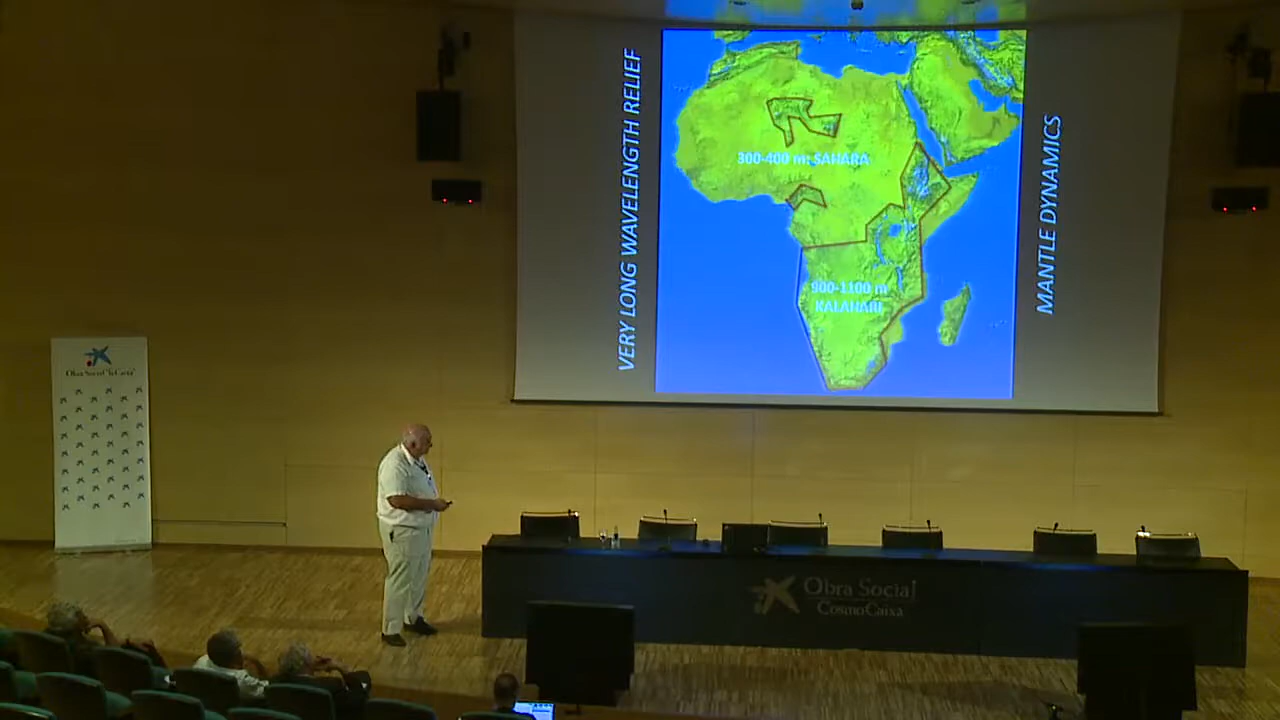 VERY LONG WAVELENGTH RELIEF
300-400 m: SAHARA
900-1100 m
KALAHARI
MANTLE DYNAMICS
Obra Social "la Caixa"
Obra Social
CosmoCaixa